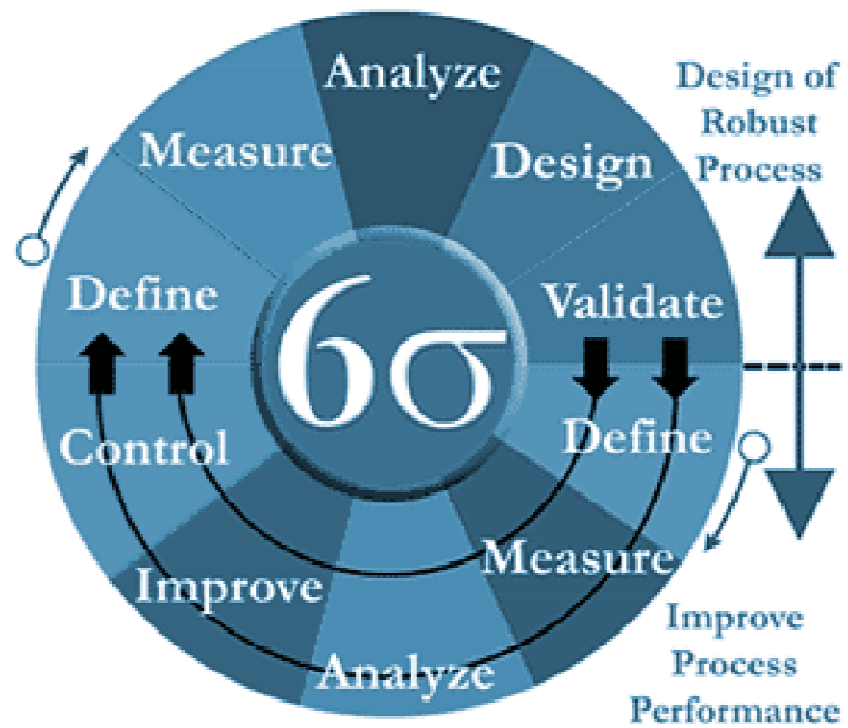 Analyze
Design of
Robust
Process
Measure
Design
Define
6σ
Validate
Control
Define
Improve
Measure
Analyze
Improve
Process
Performance